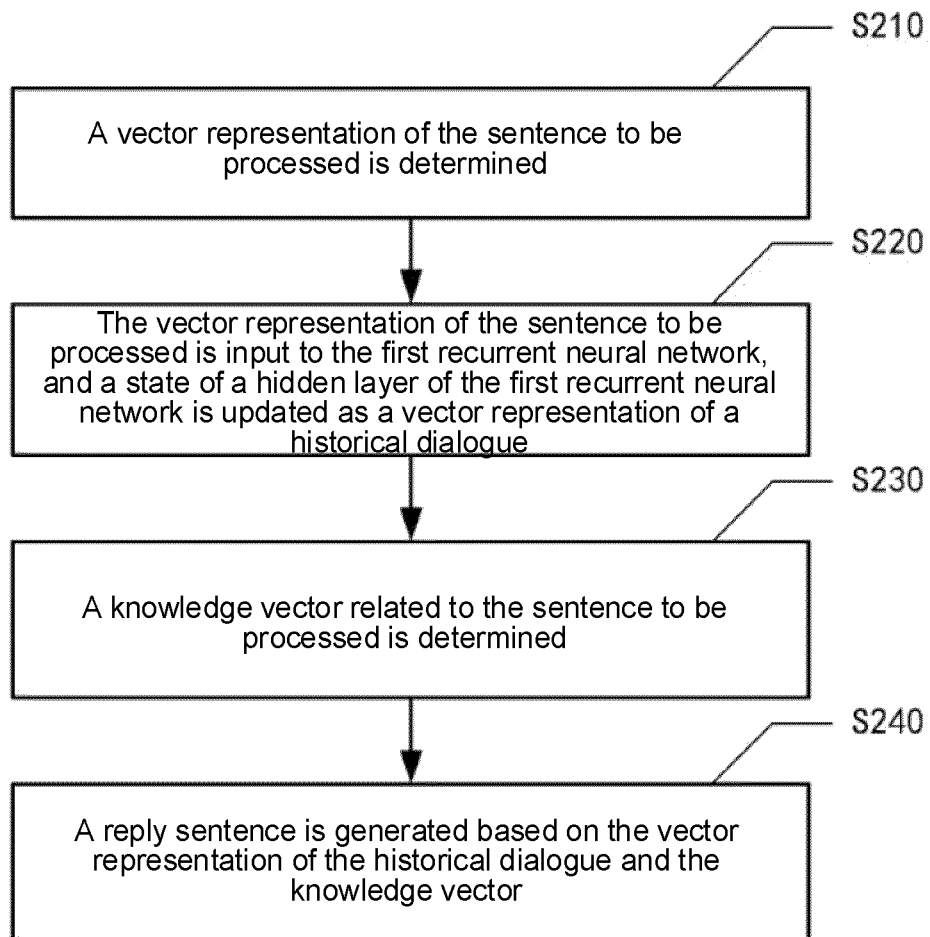 S210
A vector representation of the sentence to be
processed is determined
S220
The vector representation of the sentence to be
processed is input to the first recurrent neural network,
and a state of a hidden layer of the first recurrent neural
network is updated as a vector representation of a
historical dialogue
S230
A knowledge vector related to the sentence to be
processed is determined
S240
A reply sentence is generated based on the vector
representation of the historical dialogue and the
knowledge vector